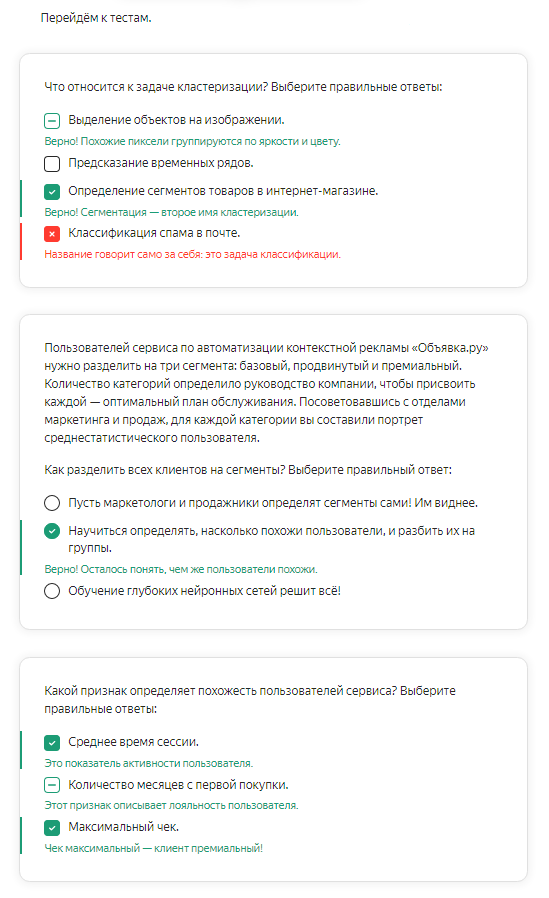 Перейдём к тестам.
Что относится к задаче кластеризации? Выберите правильные ответы:
Выделение объектов на изображении.
Верно! Похожие пиксели группируются по яркости и цвету.
Предсказание временных рядов.
Определение сегментов товаров в интернет-магазине.
Верно! Сегментация — второе имя кластеризации.
Классификация спама в почте.
Название говорит само за себя: это задача классификации.
Пользователей сервиса по автоматизации контекстной рекламы «Объявка.ру»
нужно разделить на три сегмента: базовый, продвинутый и премиальный.
Количество категорий определило руководство компании, чтобы присвоить
каждой — оптимальный план обслуживания. Посоветовавшись с отделами
маркетинга и продаж, для каждой категории вы составили портрет
среднестатистического пользователя.
Как разделить всех клиентов на сегменты? Выберите правильный ответ:
Пусть маркетологи и продажники определят сегменты сами! Им виднее.
Научиться определять, насколько похожи пользователи, и разбить их на
группы.
Верно! Осталось понять, чем же пользователи похожи.
Обучение глубоких нейронных сетей решит всё!
Какой признак определяет похожесть пользователей сервиса? Выберите
правильные ответы:
Среднее время сессии.
Это показатель активности пользователя.
Количество месяцев с первой покупки.
Этот признак описывает лояльность пользователя.
Максимальный чек.
Чек максимальный — клиент премиальный!